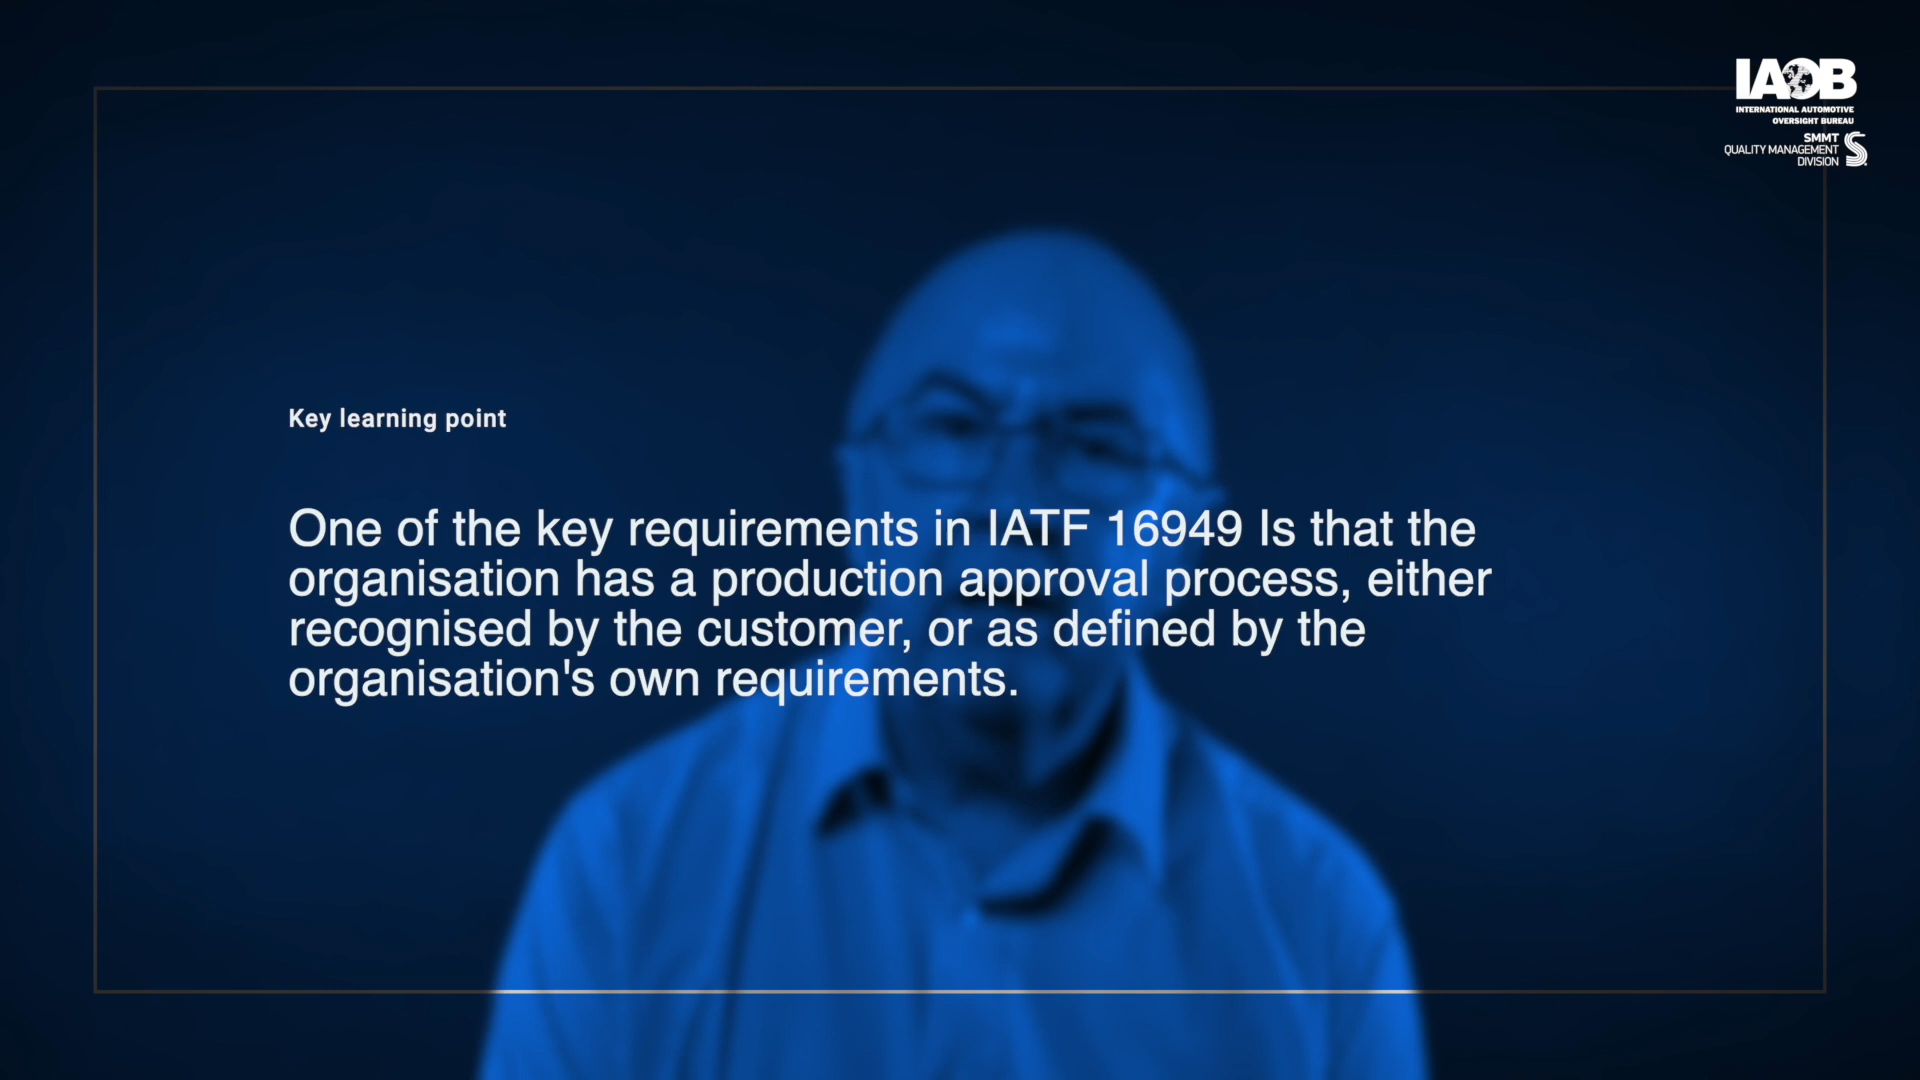 IAOB
INTERNATIONAL AUTOMOTIVE
OVERSIGHT BUREAU
SMMT
QUALITY MANAGEMENT
DIVISION
Key learning point
One of the key requirements in IATF 16949 Is that the
organisation has a production approval process, either
recognised by the customer, or as defined by the
organisation's own requirements.